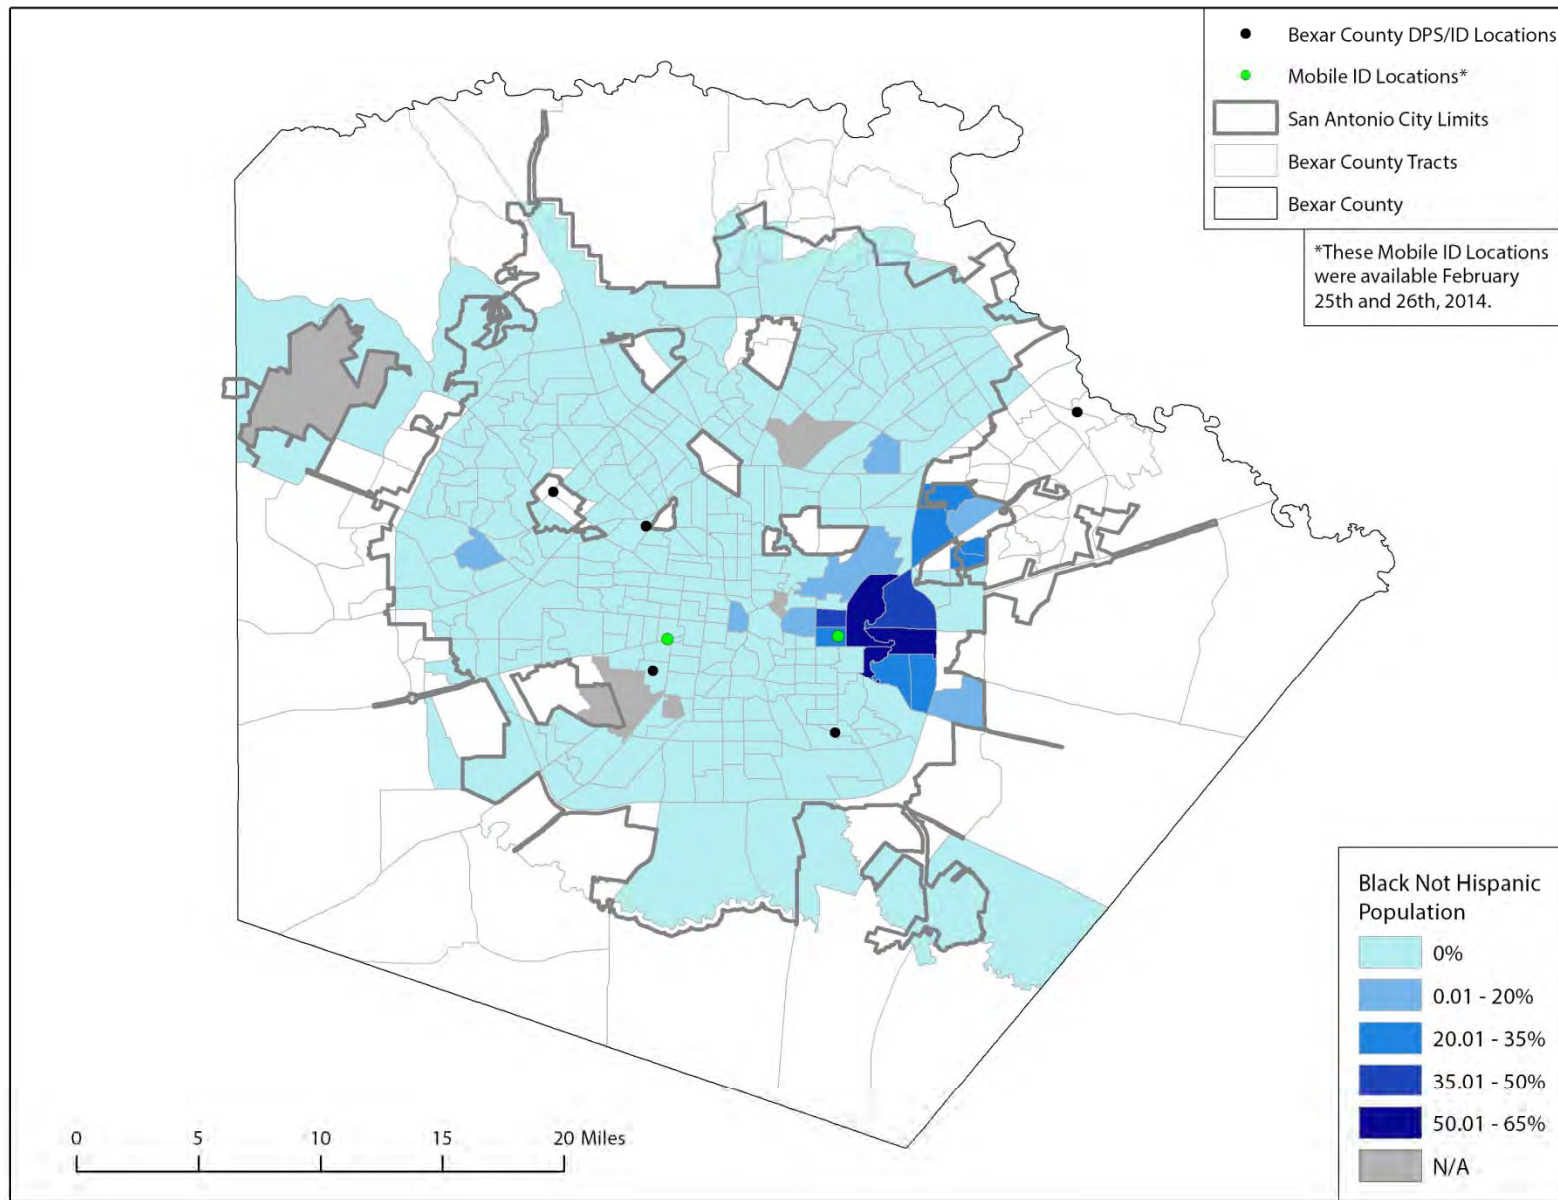 Bexar County DPS/ID Locations
Mobile ID Locations*
San Antonio City Limits
Bexar County Tracts
Bexar County
*These Mobile ID Locations
were available February
25th and 26th, 2014.
Black Not Hispanic
Population
0%
0.01 - 20%
20.01 - 35%
35.01 - 50%
50.01 - 65%
N/A
0 5 10 15 20 Miles